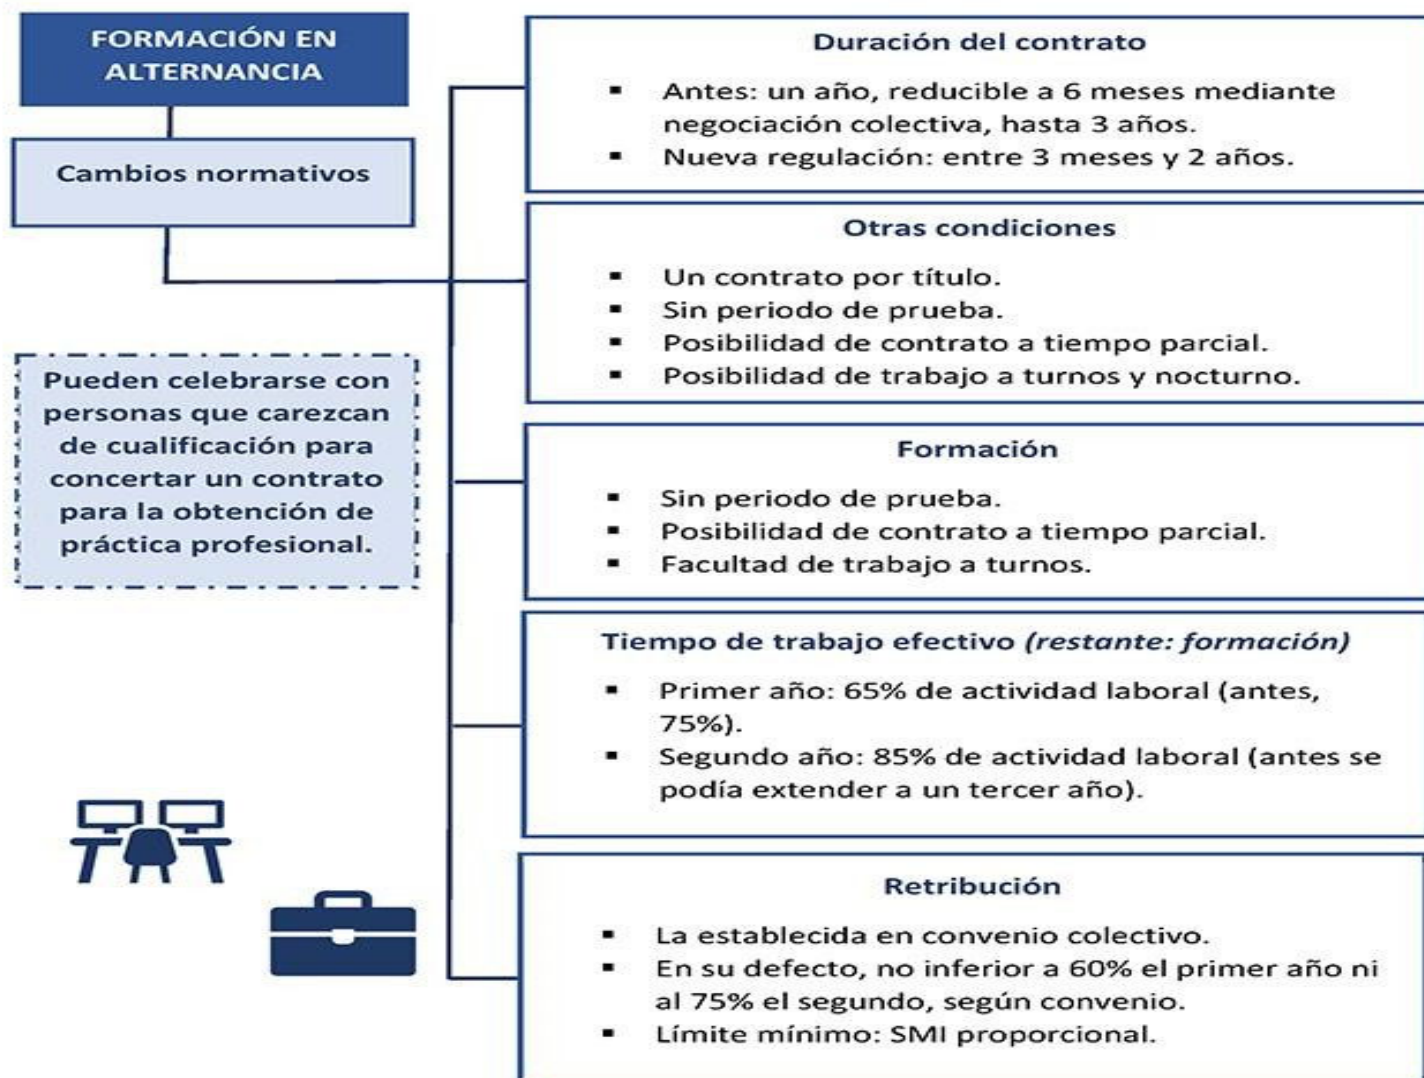 FORMACIÓN EN
ALTERNANCIA
Cambios normativos
Pueden celebrarse con
personas que carezcan
de cualificación para
concertar un contrato
para la obtención de
práctica profesional.
Duración del contrato
▪ Antes: un año, reducible a 6 meses mediante
negociación colectiva, hasta 3 años.
▪ Nueva regulación: entre 3 meses y 2 años.
Otras condiciones
▪ Un contrato por título.
▪ Sin periodo de prueba.
▪ Posibilidad de contrato a tiempo parcial.
▪ Posibilidad de trabajo a turnos y nocturno.
Formación
▪ Sin periodo de prueba.
▪ Posibilidad de contrato a tiempo parcial.
▪ Facultad de trabajo a turnos.
Tiempo de trabajo efectivo (restante: formación)
▪ Primer año: 65% de actividad laboral (antes,
75%).
▪ Segundo año: 85% de actividad laboral (antes se
podía extender a un tercer año).
Retribución
▪ La establecida en convenio colectivo.
▪ En su defecto, no inferior a 60% el primer año ni
al 75% el segundo, según convenio.
▪ Límite mínimo: SMI proporcional.